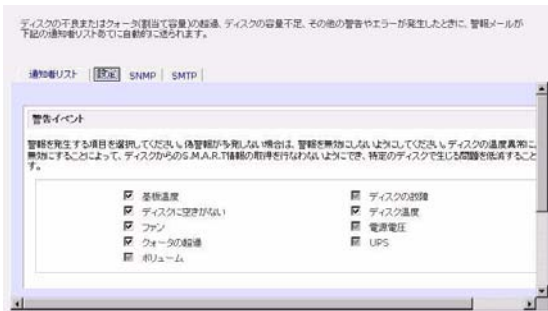 ディスクの不良またはクォータ(割当て容量)の超過、ディスクの容量不足、その他の警告やエラーが発生したときに、警報メールが
下記の通知者リストあてに自動的に送られます。
通知者リスト | 設定 | SNMP | SMTP |
警告イベント
警報を発生する項目を選択してください。偽警報が多発しない場合は、警報を無効にしないようにしてください。ディスクの温度異常に
無効にすることによって、ディスクからのS.M.A.R.T情報の取得を行なわないようにでき、特定のディスクで生じる問題を低減すること
す。
基板温度 ディスクの故障
ディスクに空きがない ディスク温度
ファン 電源電圧
クォータの超過 UPS
ボリューム